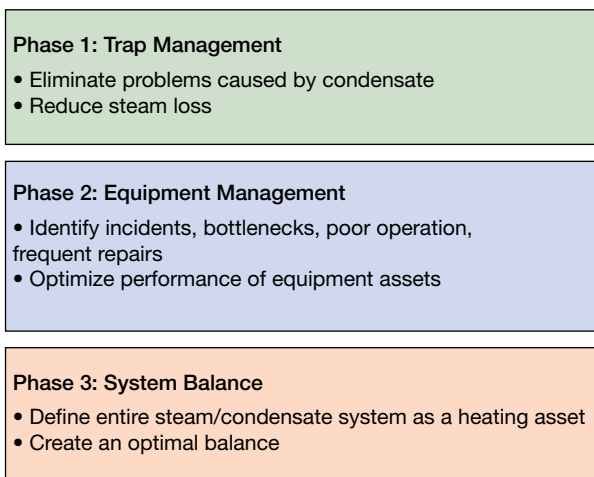 Phase 1: Trap Management
• Eliminate problems caused by condensate
• Reduce steam loss
Phase 2: Equipment Management
• Identify incidents, bottlenecks, poor operation,
frequent repairs
• Optimize performance of equipment assets
Phase 3: System Balance
• Define entire steam/condensate system as a heating asset
• Create an optimal balance